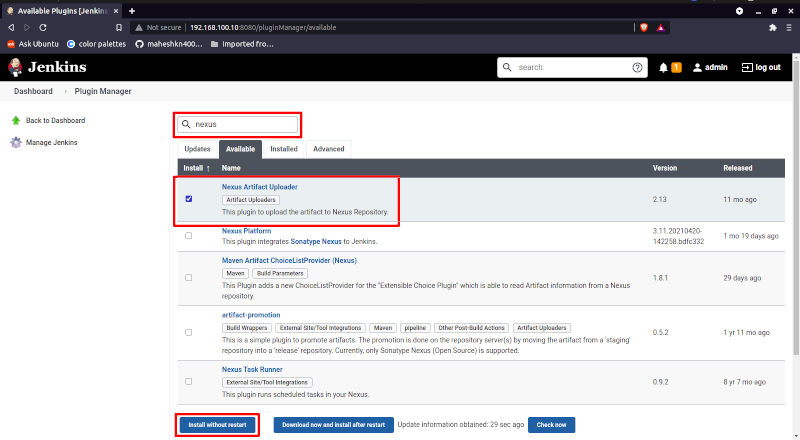 Available Plugins [Jenkins
Not secure 192.168.100.10:8080/pluginManager/available
Ask Ubuntu color palettes maheshkn400... Imported fro...
Jenkins
search
1
admin
log out
Dashboard
Plugin Manager
Back to Dashboard
Manage Jenkins
nexus
Updates Available Installed Advanced
Install ↑ Name Version Released
Nexus Artifact Uploader
Artifact Uploaders
This plugin to upload the artifact to Nexus Repository.
2.13
11 mo ago
Nexus Platform
This plugin integrates Sonatype Nexus to Jenkins.
3.11.20210420-
142258.bdfc332
1 mo 19 days ago
Maven Artifact ChoiceListProvider (Nexus)
Maven Build Parameters
This Plugin adds a new ChoiceListProvider for the "Extensible Choice Plugin" which is able to read Artifact information from a Nexus
repository.
1.8.1
29 days ago
artifact-promotion
Build Wrappers External Site/Tool Integrations Maven pipeline Other Post-Build Actions Artifact Uploaders
This is a simple plugin to promote artifacts. The promotion is done on the repository server(s) by moving the artifact from a 'staging'
repository into a 'release' repository. Currently, only Sonatype Nexus (Open Source) is supported.
0.5.2
1 yr 11 mo ago
Nexus Task Runner
External Site/Tool Integrations
This plugin runs scheduled tasks in your Nexus.
0.9.2
8 yr 7 mo ago
Install without restart
Download now and install after restart
Update information obtained: 29 sec ago
Check now